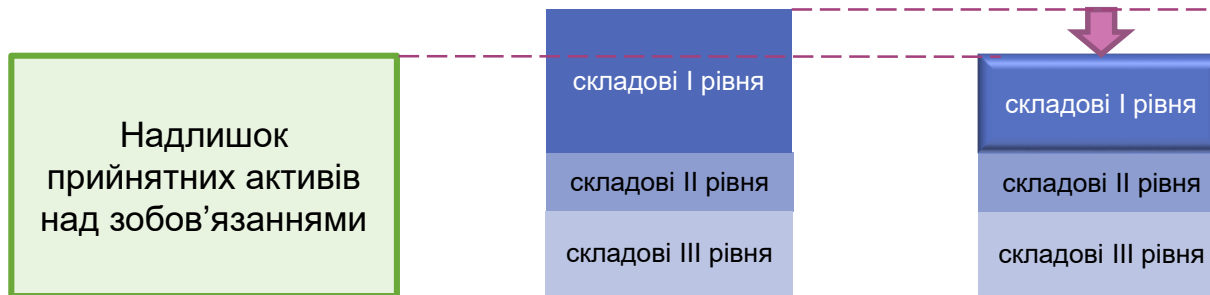 Надлишок
прийнятних активів
над зобов’язаннями
складові І рівня
складові ІІ рівня
складові ІІІ рівня
складові І рівня
складові ІІ рівня
складові ІІІ рівня